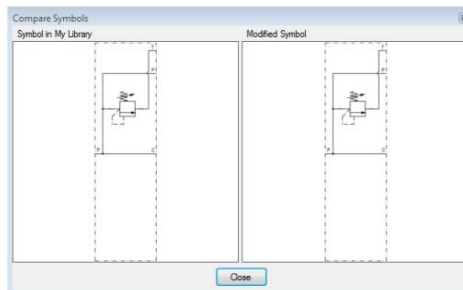 Compare Symbols
Symbol in My Library
Modified Symbol
T
P
P
C
T
P
P
C
Close